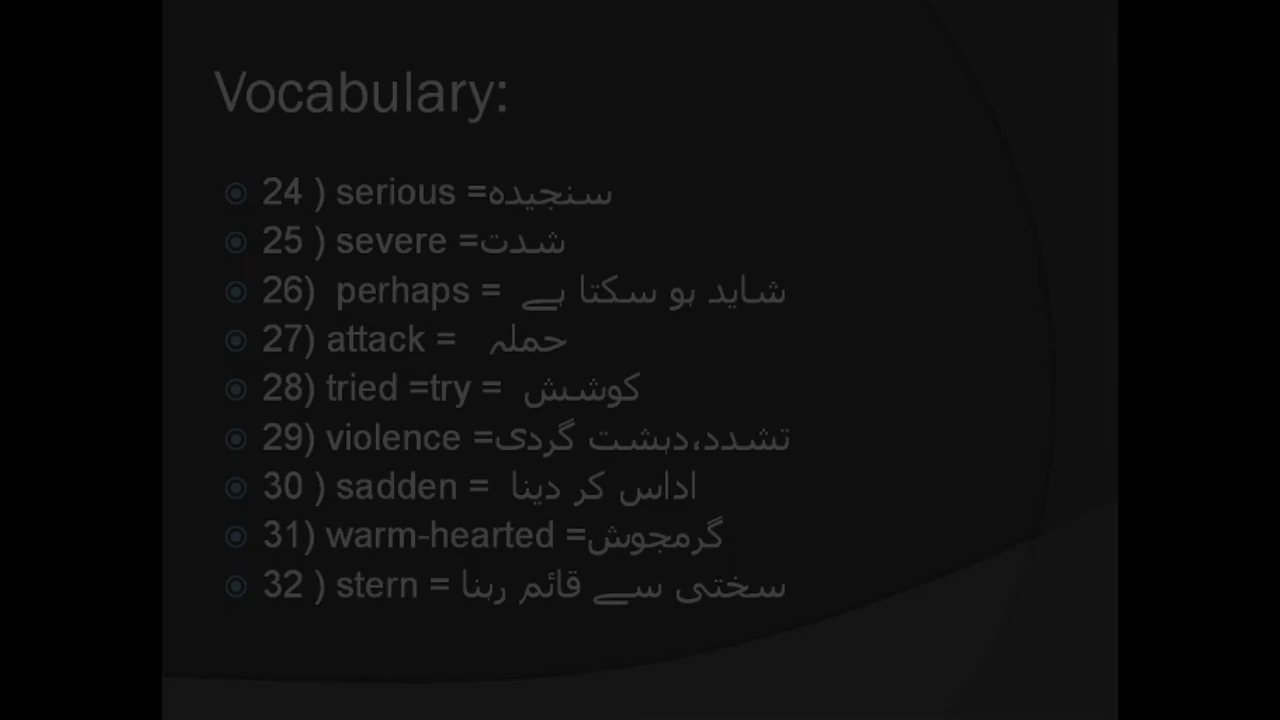 Vocabulary:
24 ) serious =سنجیدہ
25 ) severe =شدت
26)  perhaps =  شاید ہو سکتا ہے
27) attack =   حملہ
28) tried =try =  کوشش
29) violence =تشدد،دہشت گردی
30 ) sadden =  اداس کر دینا
31) warm-hearted =گرمجوش
32 ) stern = سختی سے قائم رہنا